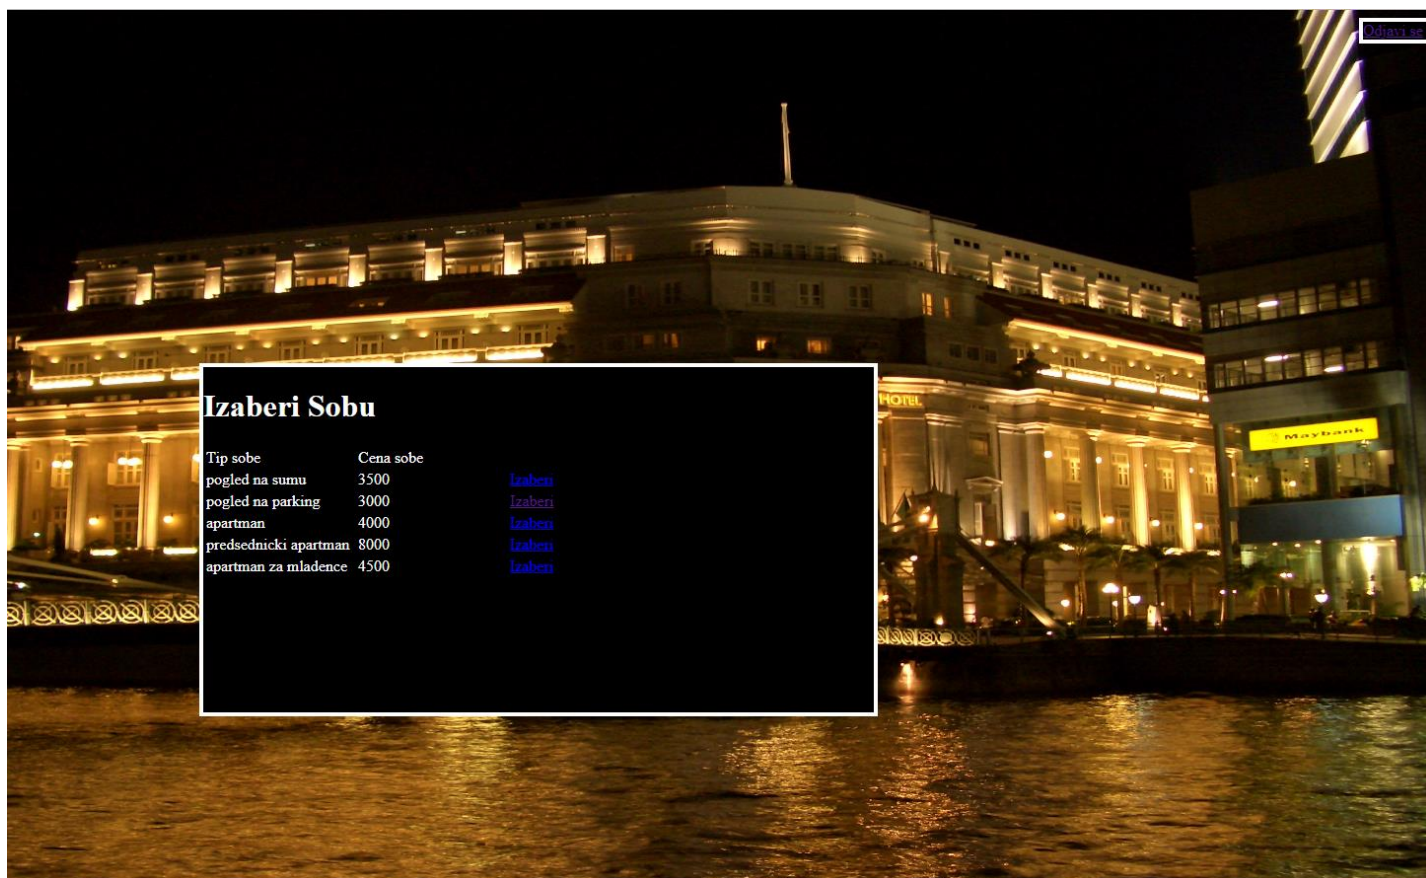 Odjavi se
HOTEL
Maybank
Izaberi Sobu
Tip sobe Cena sobe
pogled na sumu 3500 Izaberi
pogled na parking 3000 Izaberi
apartman 4000 Izaberi
predsednicki apartman 8000 Izaberi
apartman za mladence 4500 Izaberi